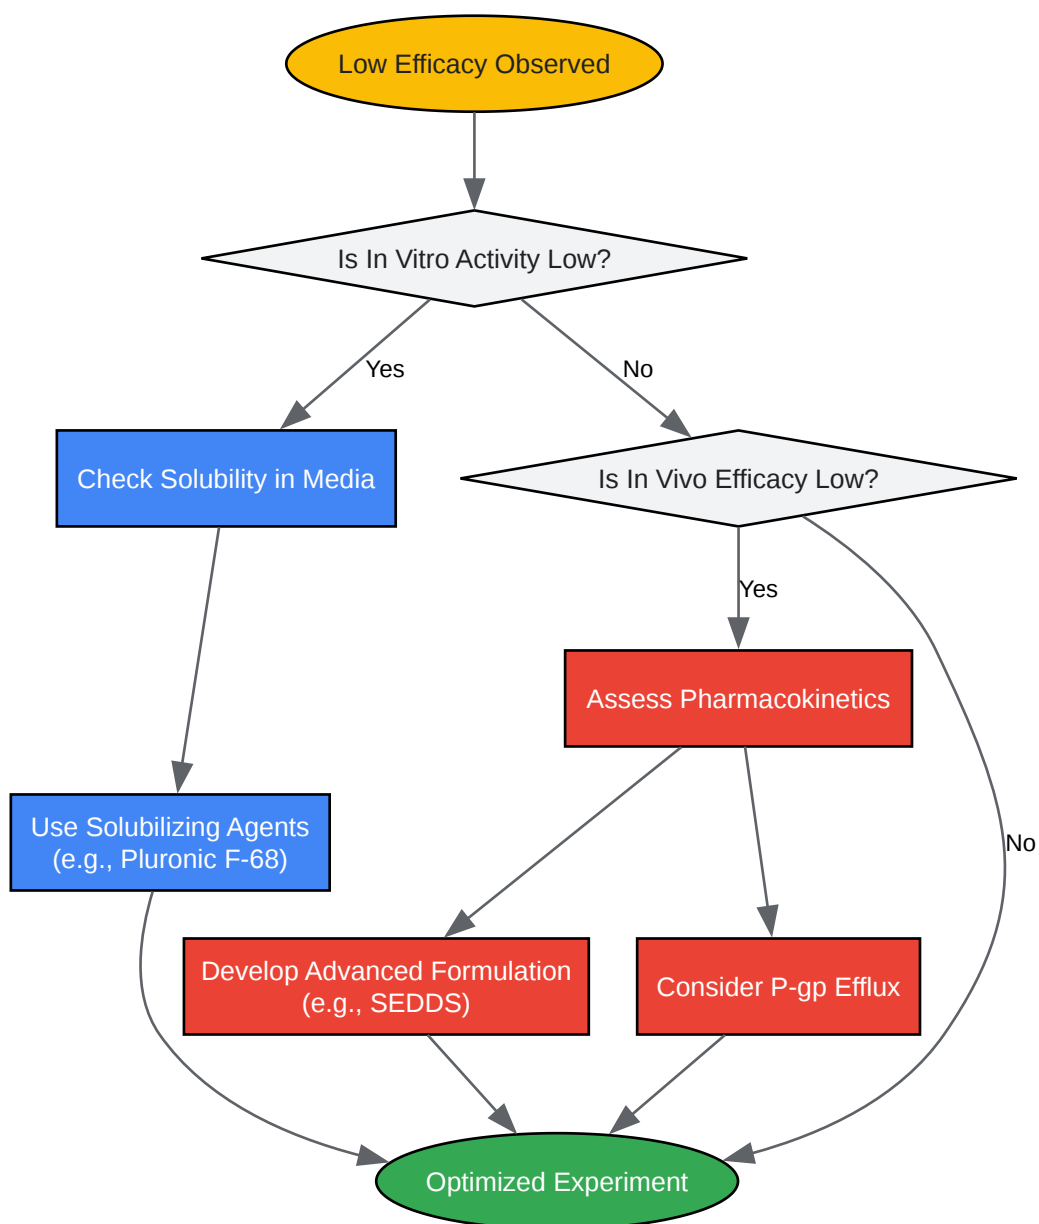 Low Efficacy Observed
Is In Vitro Activity Low?
Yes
No
Check Solubility in Media
Is In Vivo Efficacy Low?
Yes
Assess Pharmacokinetics
Use Solubilizing Agents
(e.g., Pluronic F-68)
No
Develop Advanced Formulation
(e.g., SEDDS)
Consider P-gp Efflux
Optimized Experiment